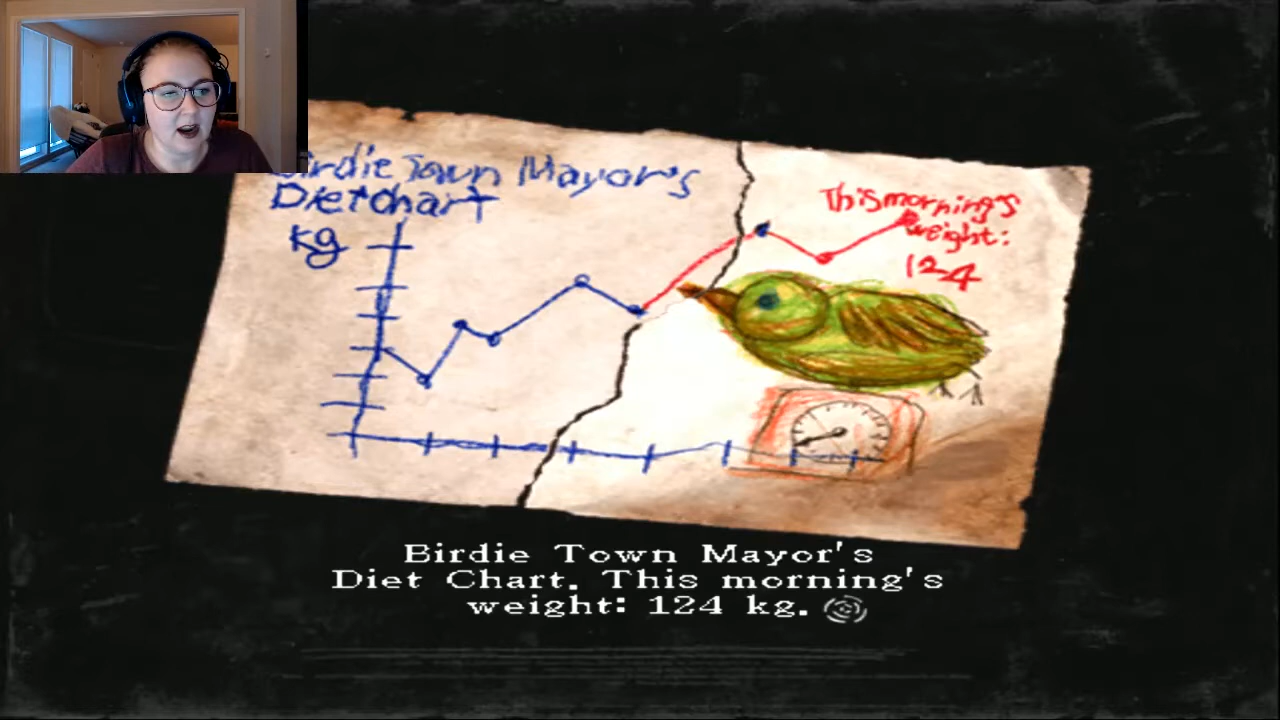 Birdie Town Mayor's
Diet chart
kg
This morning's
weight:
124
Birdie Town Mayor's
Diet Chart. This morning's
weight: 124 kg.